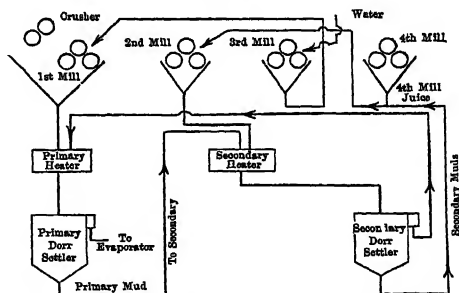 Crusher
Water
2nd Mill
3rd Mill
4th Mill
1st Mill
4th Mill
Juice
Primary
Heater
Secondary
Heater
To Secondary
Secondary Muds
Primary
Dorr
Settler
To
Evaporator
Secondary
Dorr
Settler
Primary Mud